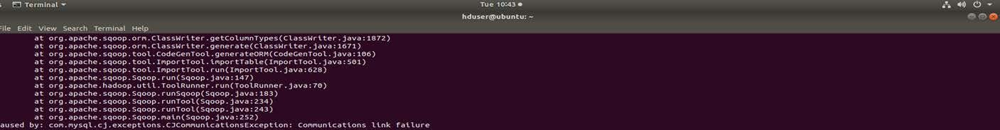 Terminal
Tue 10:43
hduser@ubuntu: ~
File Edit View Search Terminal Help
at org.apache.sqoop.orm.ClassWriter.getColumnTypes(ClassWriter.java:1872)
at org.apache.sqoop.orm.ClassWriter.generate(ClassWriter.java:1671)
at org.apache.sqoop.tool.CodeGenTool.generateORM(CodeGenTool.java:106)
at org.apache.sqoop.tool.ImportTool.importTable(ImportTool.java:501)
at org.apache.sqoop.tool.ImportTool.run(ImportTool.java:628)
at org.apache.sqoop.Sqoop.run(Sqoop.java:147)
at org.apache.hadoop.util.ToolRunner.run(ToolRunner.java:70)
at org.apache.sqoop.Sqoop.runSqoop(Sqoop.java:183)
at org.apache.sqoop.Sqoop.runTool(Sqoop.java:234)
at org.apache.sqoop.Sqoop.runTool(Sqoop.java:243)
at org.apache.sqoop.Sqoop.main(Sqoop.java:252)
aused by: com.mysql.cj.exceptions.CJCommunicationsException: Communications link failure